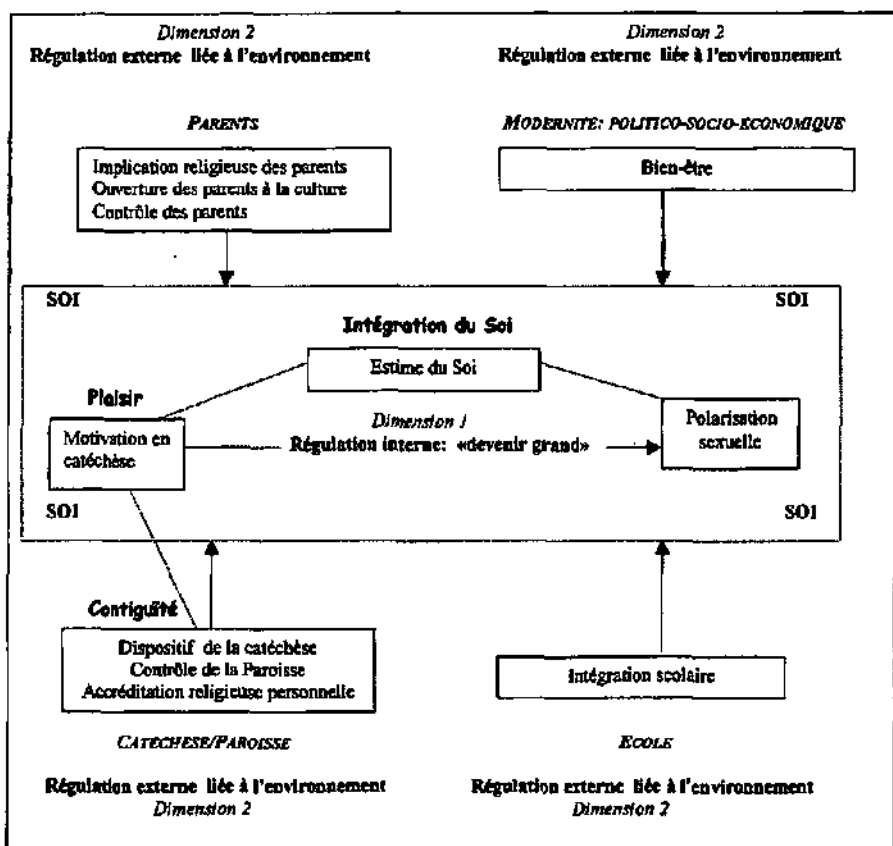 Dimension 2
Régulation externe liée à l'environnement
Dimension 2
Régulation externe liée à l'environnement
PARENTS
MODERNITÉ: POLITICO-SOCIO-ECONOMIQUE
Implication religieuse des parents
Ouverture des parents à la culture
Contrôle des parents
Bien-être
SOI
SOI
Intégration du Soi
Estime du Soi
Plaisir
Motivation en
catéchèse
Dimension 1
Régulation interne: «devenir grand»
Polarisation
sexuelle
SOI
SOI
Contiguïté
Dispositif de la catéchèse
Contrôle de la Paroisse
Accréditation religieuse personnelle
Intégration scolaire
CATÉCHESE/PAROISSE
ECOLE
Régulation externe liée à l'environnement
Dimension 2
Régulation externe liée à l'environnement
Dimension 2